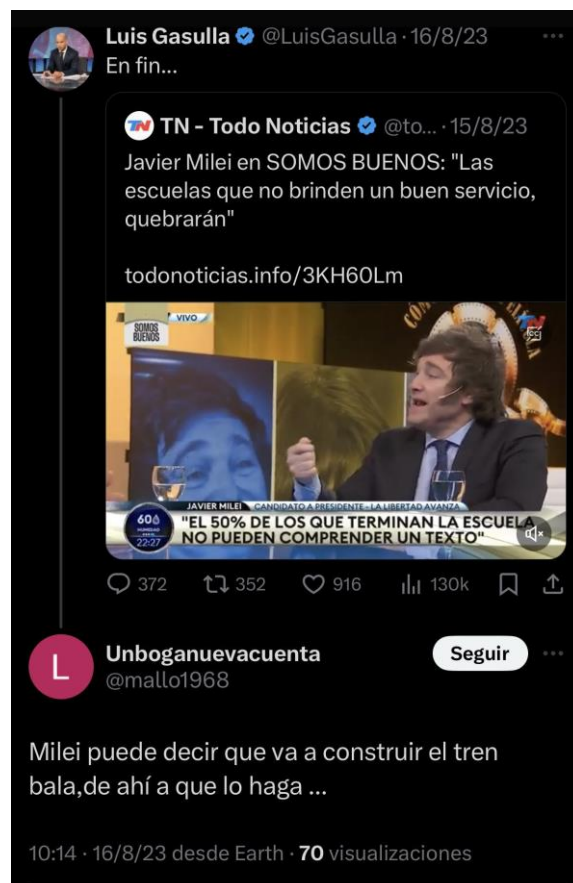 Luis Gasulla @LuisGasulla · 16/8/23
En fin...
TN TN - Todo Noticias @to... · 15/8/23
Javier Milei en SOMOS BUENOS: "Las
escuelas que no brinden un buen servicio,
quebrarán"
todonoticias.info/3KH60Lm
SOMOS
BUENOS
VIVO
TN
JAVIER MILEI CANDIDATO A PRESIDENTE - LA LIBERTAD AVANZA
60
HUMEDAD
22:27
"EL 50% DE LOS QUE TERMINAN LA ESCUELA
NO PUEDEN COMPRENDER UN TEXTO"
372 352 916 130k
L
Unboganuevacuenta
@mallo1968
Seguir
Milei puede decir que va a construir el tren
bala,de ahí a que lo haga ...
10:14 · 16/8/23 desde Earth · 70 visualizaciones